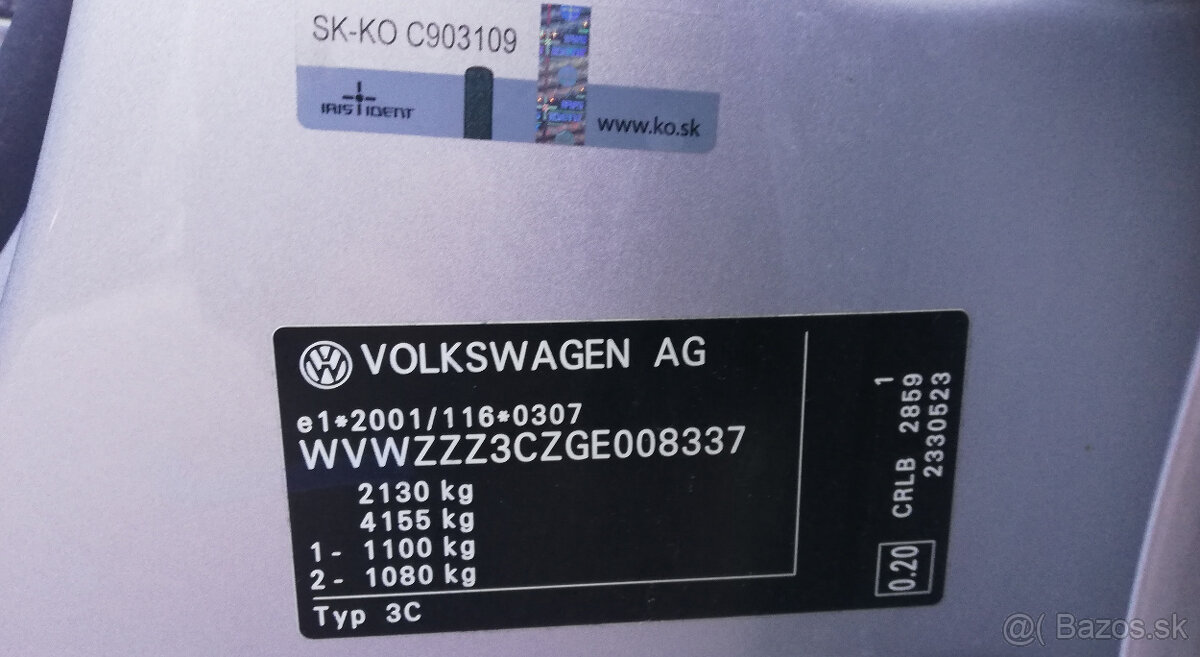 SK-KO C903109
IRIS IDENT
www.ko.sk
VOLKSWAGEN AG
e1*2001/116*0307
WVWZZZ3CZGE008337
2130 kg
4155 kg
1- 1100 kg
2- 1080 kg
Typ 3C
1
CRLB 2859
2330523
0.20
@( Bazos.sk